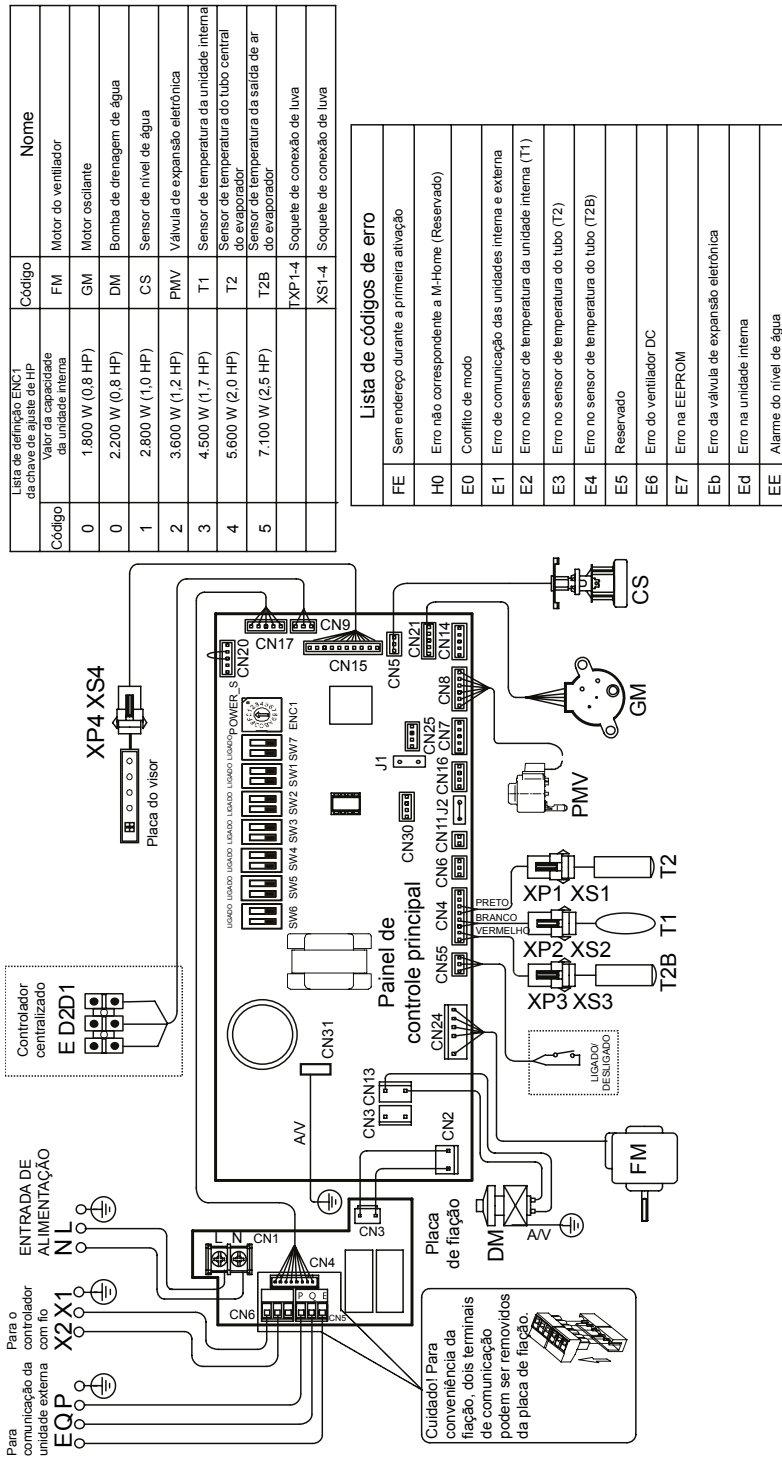 Para
comunicação da
unidade externa
E Q P
Para o
controlador
com fio
X2 X1
ENTRADA DE
ALIMENTAÇÃO
N L
Controlador
centralizado
E D2D1
Placa do visor
XP4 XS4
L N
CN1
CN4
CN6
P Q E
CN5
CN3
Placa
de fiação
Cuidado! Para
conveniência da
fiação, dois terminais
de comunicação
podem ser removidos
da placa de fiação.
A/V
CN31
CN3
CN13
CN2
CN24
Painel de
controle principal
LIGADO LIGADO LIGADO LIGADO LIGADO LIGADO LIGADO
SW6 SW5 SW4 SW3 SW2 SW1 SW7
POWER_S
ENC1
CN20
CN17
CN9
CN15
CN5
CN21
CN14
CN8
CN25
CN7
J1
CN30
CN16
J2
CN11
CN6
CN4
CN55
PRETO
BRANCO
VERMELHO
XP1 XS1
XP2 XS2
XP3 XS3
T2
T1
T2B
LIGADO/
DESLIGADO
DM
A/V
FM
PMV
GM
CS
Lista de definição ENC1
da chave de ajuste de HP
Código
Valor da capacidade
da unidade interna
Código
Nome
0 1.800 W (0,8 HP) FM Motor do ventilador
0 2.200 W (0,8 HP) GM Motor oscilante
1 2.800 W (1,0 HP) DM Bomba de drenagem de água
2 3.600 W (1,2 HP) CS Sensor de nível de água
3 4.500 W (1,7 HP) PMV Válvula de expansão eletrônica
4 5.600 W (2,0 HP) T1 Sensor de temperatura da unidade interna
5 7.100 W (2,5 HP) T2 Sensor de temperatura do tubo central
do evaporador
T2B Sensor de temperatura da saída de ar
do evaporador
TXP1-4 Soquete de conexão de luva
XS1-4 Soquete de conexão de luva
Lista de códigos de erro
FE Sem endereço durante a primeira ativação
H0 Erro não correspondente a M-Home (Reservado)
E0 Conflito de modo
E1 Erro de comunicação das unidades interna e externa
E2 Erro no sensor de temperatura da unidade interna (T1)
E3 Erro no sensor de temperatura do tubo (T2)
E4 Erro no sensor de temperatura do tubo (T2B)
E5 Reservado
E6 Erro do ventilador DC
E7 Erro na EEPROM
Eb Erro da válvula de expansão eletrônica
Ed Erro na unidade interna
EE Alarme do nível de água